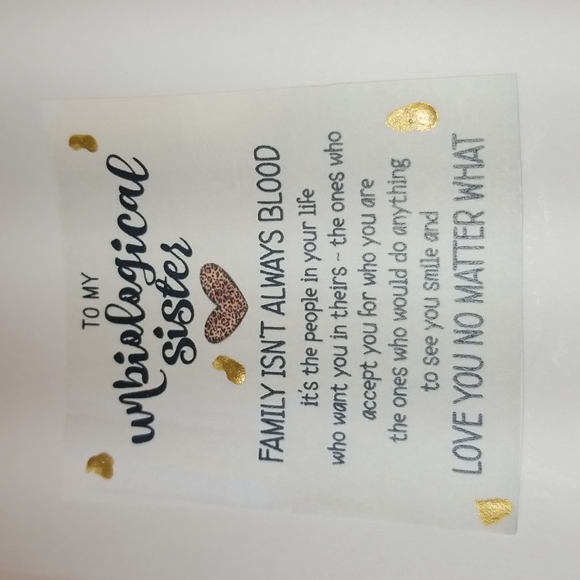 TO MY
unbiological
sister
FAMILY ISN'T ALWAYS BLOOD
it's the people in your life
who want you in theirs ~ the ones who
accept you for who you are
the ones who would do anything
to see you smile and
LOVE YOU NO MATTER WHAT